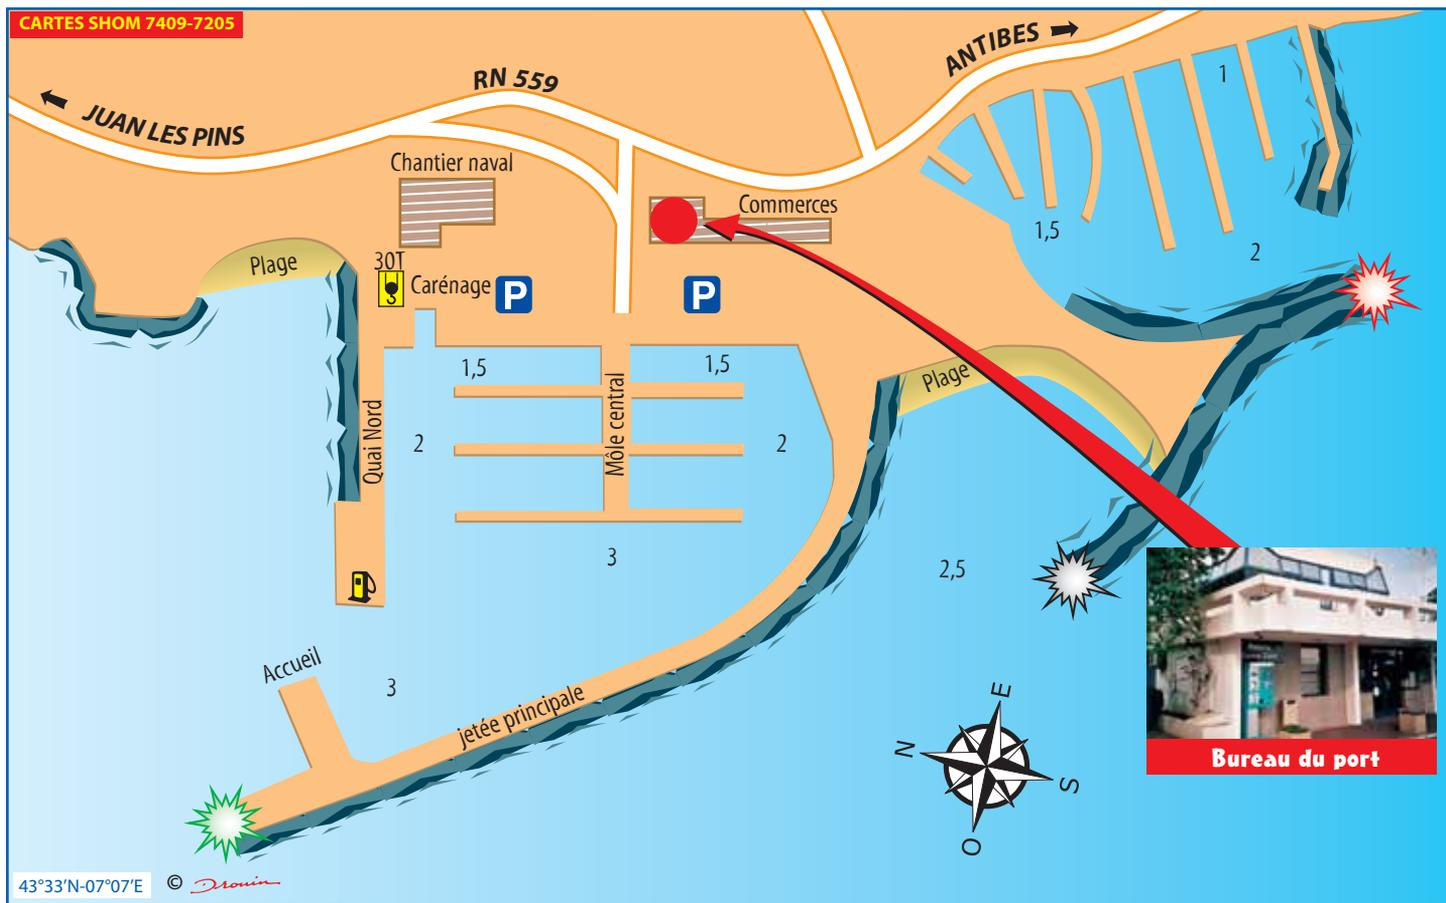 CARTES SHOM 7409-7205
ANTIBES
RN 559
JUAN LES PINS
1
Chantier naval
Commerces
1,5
2
Plage
30T
Carénage
P
P
1,5
1,5
Plage
Quai Nord
Môle central
2
2
3
2,5
Accueil
3
jetée principale
E
N
S
O
Bureau du port
43°33’N-07°07’E
© Drouin